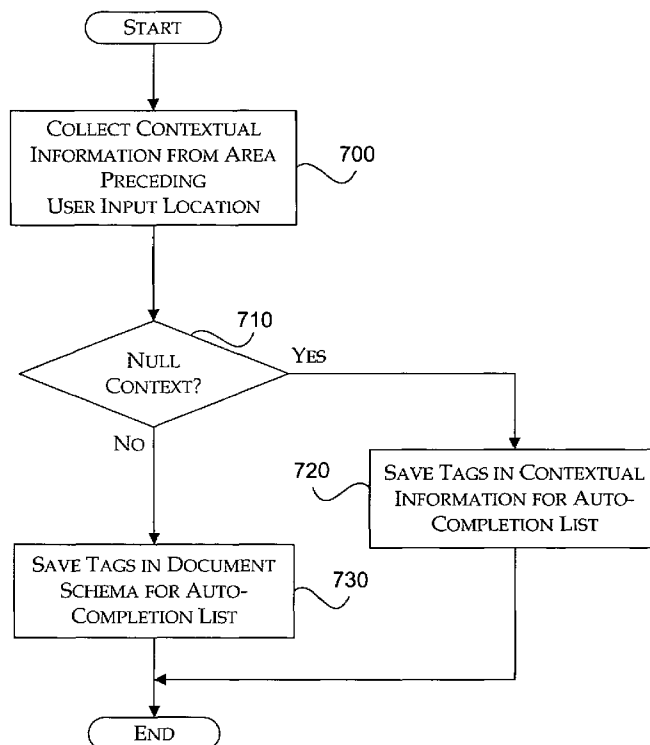 START
COLLECT CONTEXTUAL
INFORMATION FROM AREA
PRECEDING
USER INPUT LOCATION
700
710
NULL
CONTEXT?
YES
NO
720
SAVE TAGS IN CONTEXTUAL
INFORMATION FOR AUTO-
COMPLETION LIST
SAVE TAGS IN DOCUMENT
SCHEMA FOR AUTO-
COMPLETION LIST
730
END